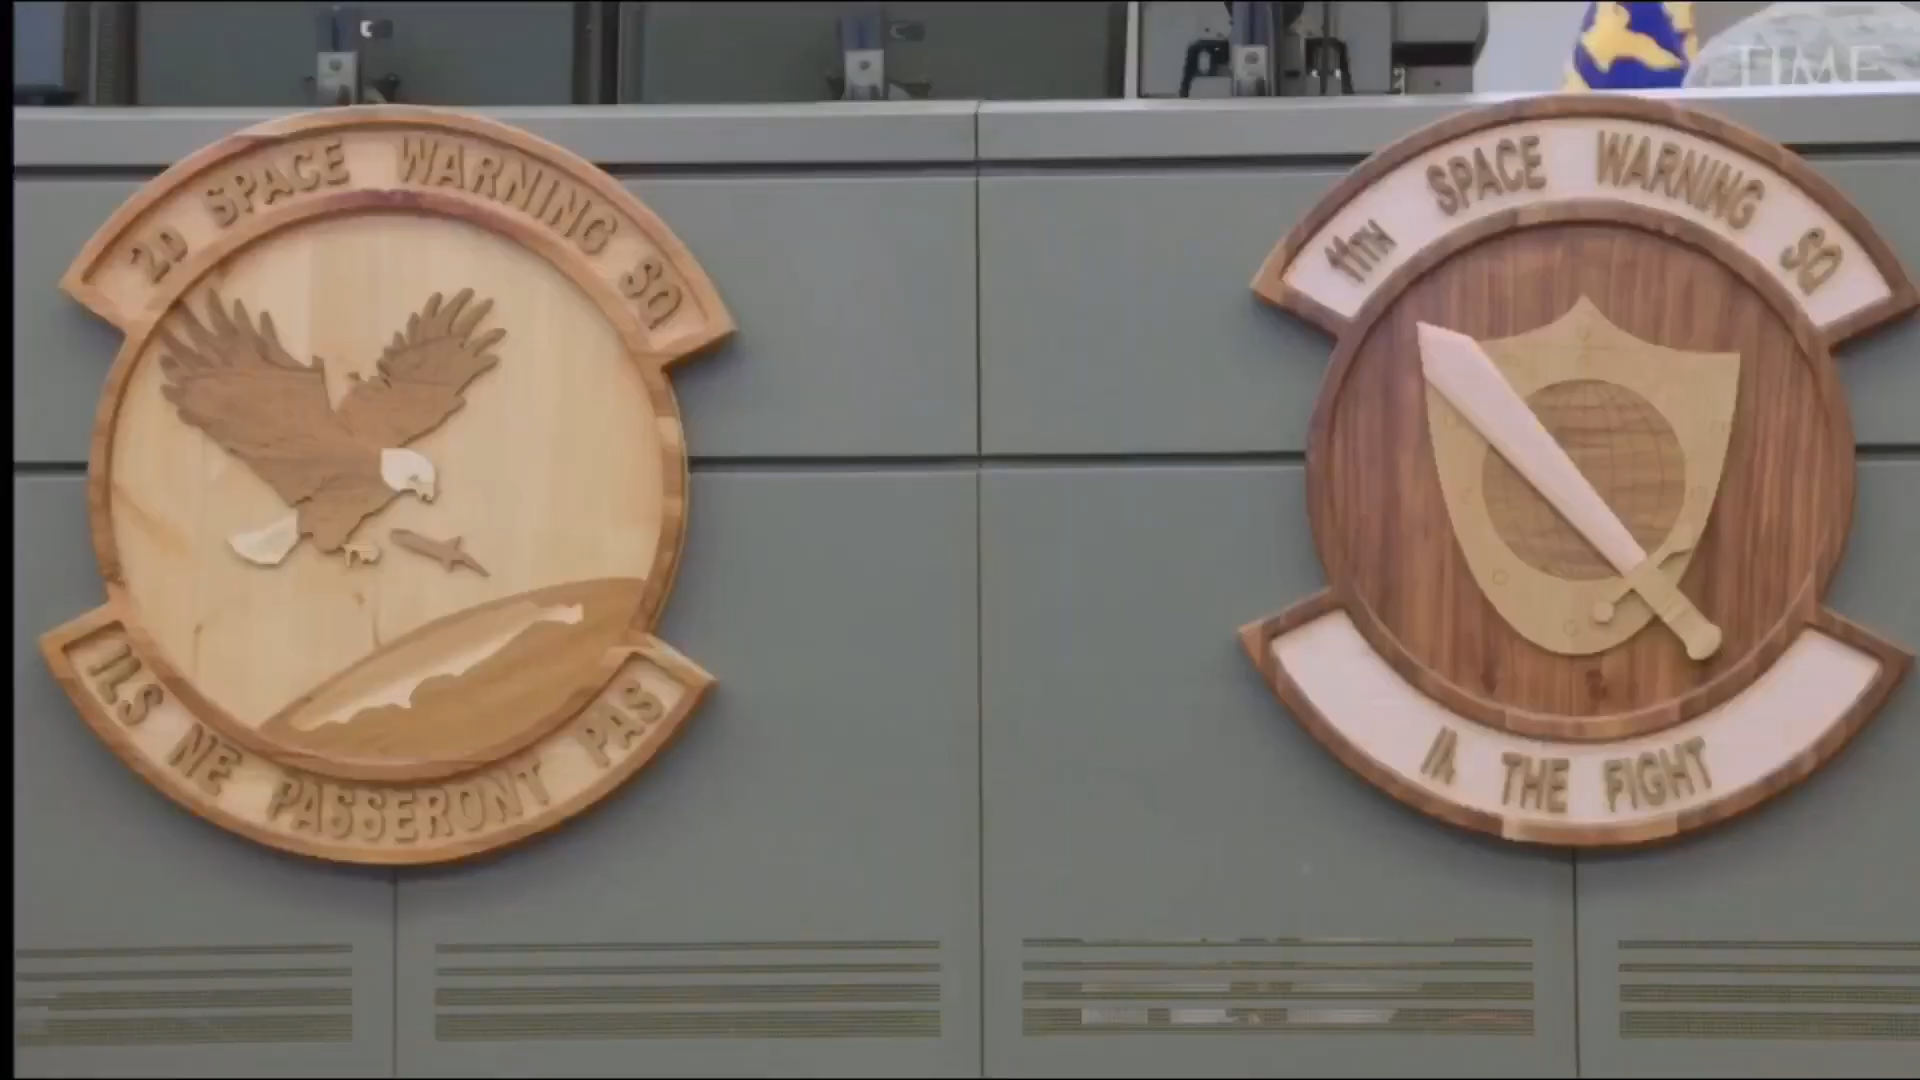 TIME
2D SPACE WARNING SQ
ILS NE PASSERONT PAS
11TH SPACE WARNING SQ
IN THE FIGHT